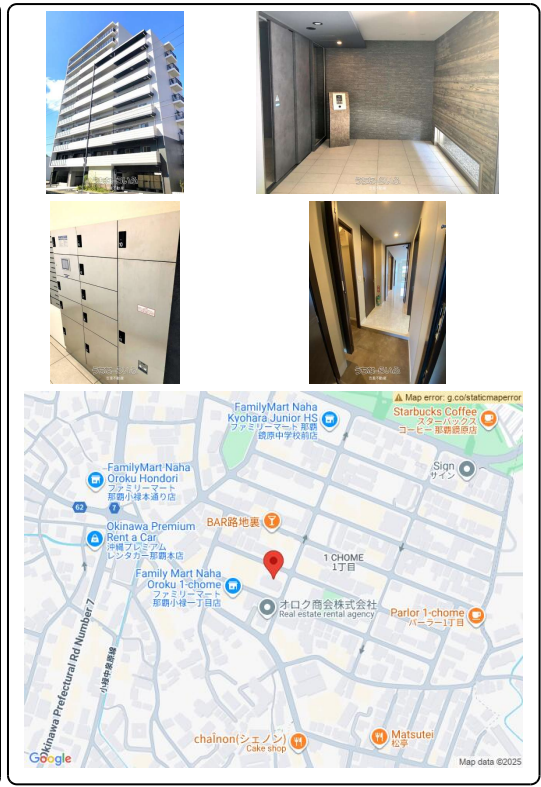 Map error: g.co/staticmaperror
FamilyMart Naha
Kyohara Junior HS
ファミリーマート 那覇
鏡原中学校前店
Starbucks Coffee
スターバックス
コーヒー 那覇鏡原店
Sign
サイン
FamilyMart Naha
Oroku Hondori
ファミリーマート
那覇小禄本通り店
62
7
BAR路地裏
Okinawa Premium
Rent a Car
沖縄プレミアム
レンタカー那覇本店
1 CHOME
1丁目
Family Mart Naha
Oroku 1-chome
ファミリーマート
那覇小禄一丁目店
オロク商会株式会社
Real estate rental agency
Parlor 1-chome
パーラー1丁目
Okinawa Prefectural Rd Number 7
小禄中泉原線
chaînon(シェノン)
Cake shop
Matsutei
松亭
Google
Map data ©2025